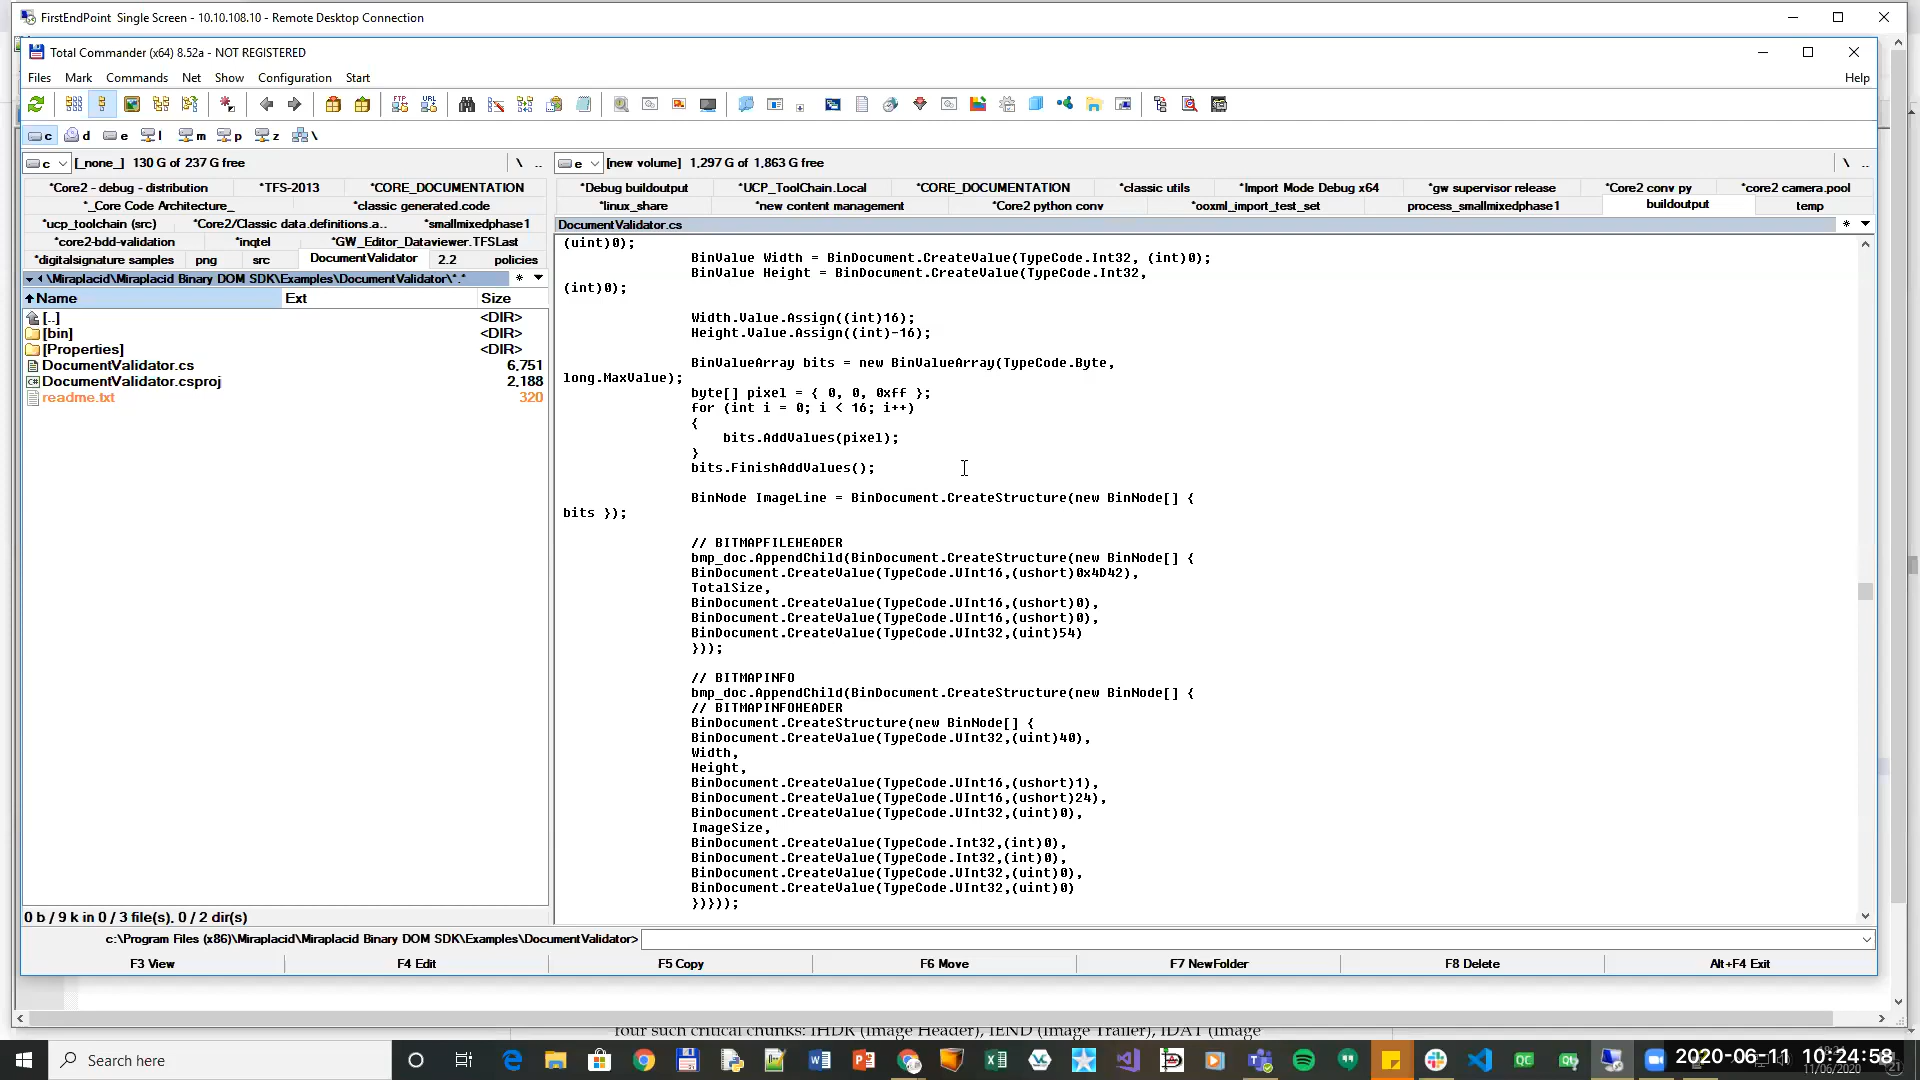 FirstEndPoint Single Screen - 10.10.108.10 - Remote Desktop Connection
Total Commander (x64) 8.52a - NOT REGISTERED
Files Mark Commands Net Show Configuration Start Help
c d e l m p z \
c [_none_] 130 G of 237 G free \ ..
e [new volume] 1,297 G of 1,863 G free \ ..
*Core2 - debug - distribution *TFS-2013 *CORE_DOCUMENTATION
*_Core Code Architecture_ *classic generated.code
*ucp_toolchain (src) *Core2/Classic data.definitions.a.. *smallmixedphase1
*core2-bdd-validation *inqtel *GW_Editor_Dataviewer.TFSLast
*digitalsignature samples png src DocumentValidator 2.2 policies
\Miraplacid\Miraplacid Binary DOM SDK\Examples\DocumentValidator\*.* *
Name Ext Size
[..] <DIR>
[bin] <DIR>
[Properties] <DIR>
DocumentValidator.cs 6,751
DocumentValidator.csproj 2,188
readme.txt 320
0 b / 9 k in 0 / 3 file(s), 0 / 2 dir(s)
*Debug buildoutput *UCP_ToolChain.Local *CORE_DOCUMENTATION *classic utils *Import Mode Debug x64 *gw supervisor release *Core2 conv py *core2 camera.pool
*linux_share *new content management *Core2 python conv *ooxml_import_test_set process_smallmixedphase1 buildoutput temp
DocumentValidator.cs *
(uint)0);
BinValue Width = BinDocument.CreateValue(TypeCode.Int32, (int)0);
BinValue Height = BinDocument.CreateValue(TypeCode.Int32,
(int)0);
Width.Value.Assign((int)16);
Height.Value.Assign((int)-16);
BinValueArray bits = new BinValueArray(TypeCode.Byte,
long.MaxValue);
byte[] pixel = { 0, 0, 0xff };
for (int i = 0; i < 16; i++)
{
bits.AddValues(pixel);
}
bits.FinishAddValues();
BinNode ImageLine = BinDocument.CreateStructure(new BinNode[] {
bits });
// BITMAPFILEHEADER
bmp_doc.AppendChild(BinDocument.CreateStructure(new BinNode[] {
BinDocument.CreateValue(TypeCode.UInt16,(ushort)0x4D42),
TotalSize,
BinDocument.CreateValue(TypeCode.UInt16,(ushort)0),
BinDocument.CreateValue(TypeCode.UInt16,(ushort)0),
BinDocument.CreateValue(TypeCode.UInt32,(uint)54)
}));
// BITMAPINFO
bmp_doc.AppendChild(BinDocument.CreateStructure(new BinNode[] {
// BITMAPINFOHEADER
BinDocument.CreateStructure(new BinNode[] {
BinDocument.CreateValue(TypeCode.UInt32,(uint)40),
Width,
Height,
BinDocument.CreateValue(TypeCode.UInt16,(ushort)1),
BinDocument.CreateValue(TypeCode.UInt16,(ushort)24),
BinDocument.CreateValue(TypeCode.UInt32,(uint)0),
ImageSize,
BinDocument.CreateValue(TypeCode.Int32,(int)0),
BinDocument.CreateValue(TypeCode.Int32,(int)0),
BinDocument.CreateValue(TypeCode.UInt32,(uint)0),
BinDocument.CreateValue(TypeCode.UInt32,(uint)0)
})}));
c:\Program Files (x86)\Miraplacid\Miraplacid Binary DOM SDK\Examples\DocumentValidator>
F3 View F4 Edit F5 Copy F6 Move F7 NewFolder F8 Delete Alt+F4 Exit
four such critical chunks: IHDR (Image Header), IEND (Image Trailer), IDAT (Image
Search here
2020-06-11 10:24:58
11/06/2020